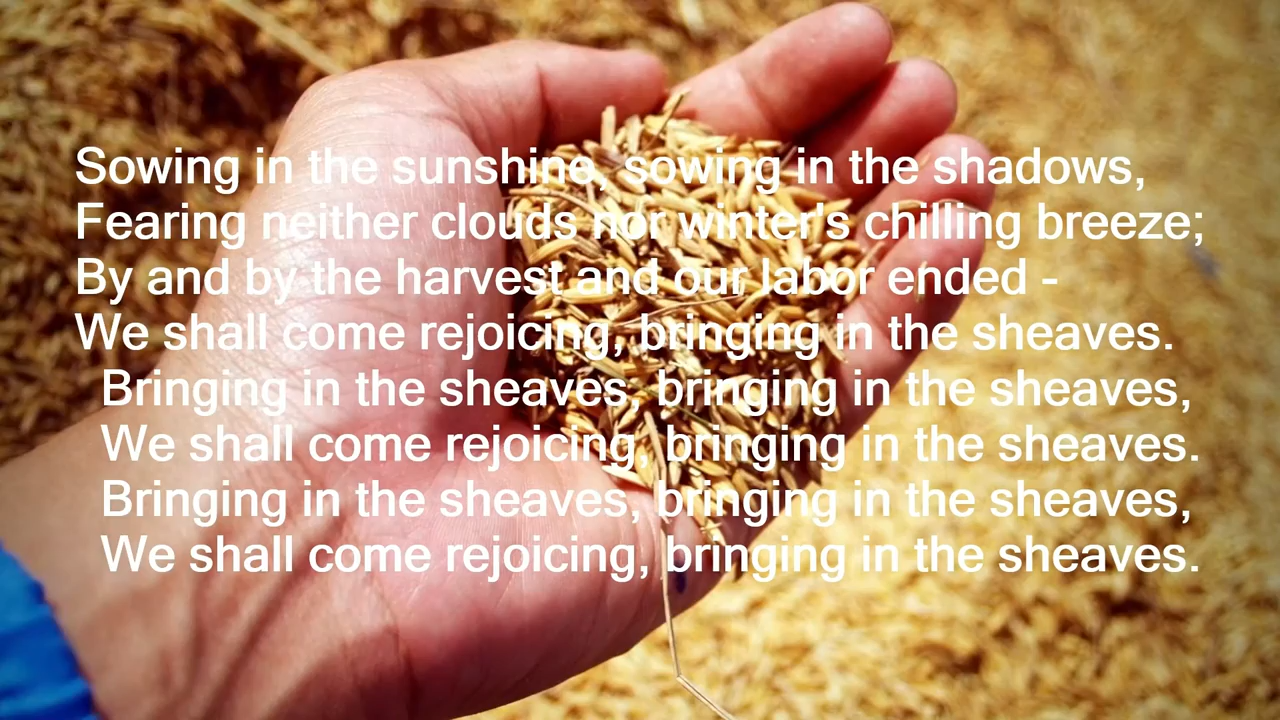 Sowing in the sunshine, sowing in the shadows,
Fearing neither clouds nor winter's chilling breeze;
By and by the harvest and our labor ended -
We shall come rejoicing, bringing in the sheaves.
Bringing in the sheaves, bringing in the sheaves,
We shall come rejoicing, bringing in the sheaves.
Bringing in the sheaves, bringing in the sheaves,
We shall come rejoicing, bringing in the sheaves.